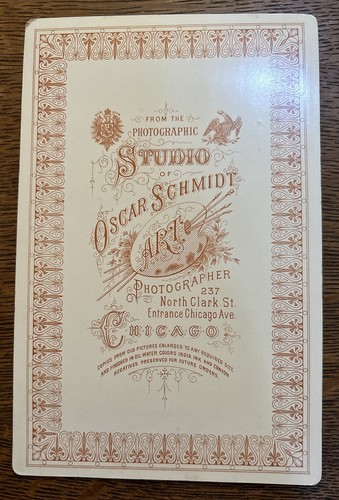 FROM THE
PHOTOGRAPHIC
STUDIO
OF
OSCAR SCHMIDT
ART
PHOTOGRAPHER
237
North Clark St.
Entrance Chicago Ave.
CHICAGO
COPIES FROM OLD PICTURES ENLARGED TO ANY REQUIRED SIZE
AND FINISHED IN OIL WATER COLORS INDIA INK AND CRAYON
NEGATIVES PRESERVED FOR FUTURE ORDERS